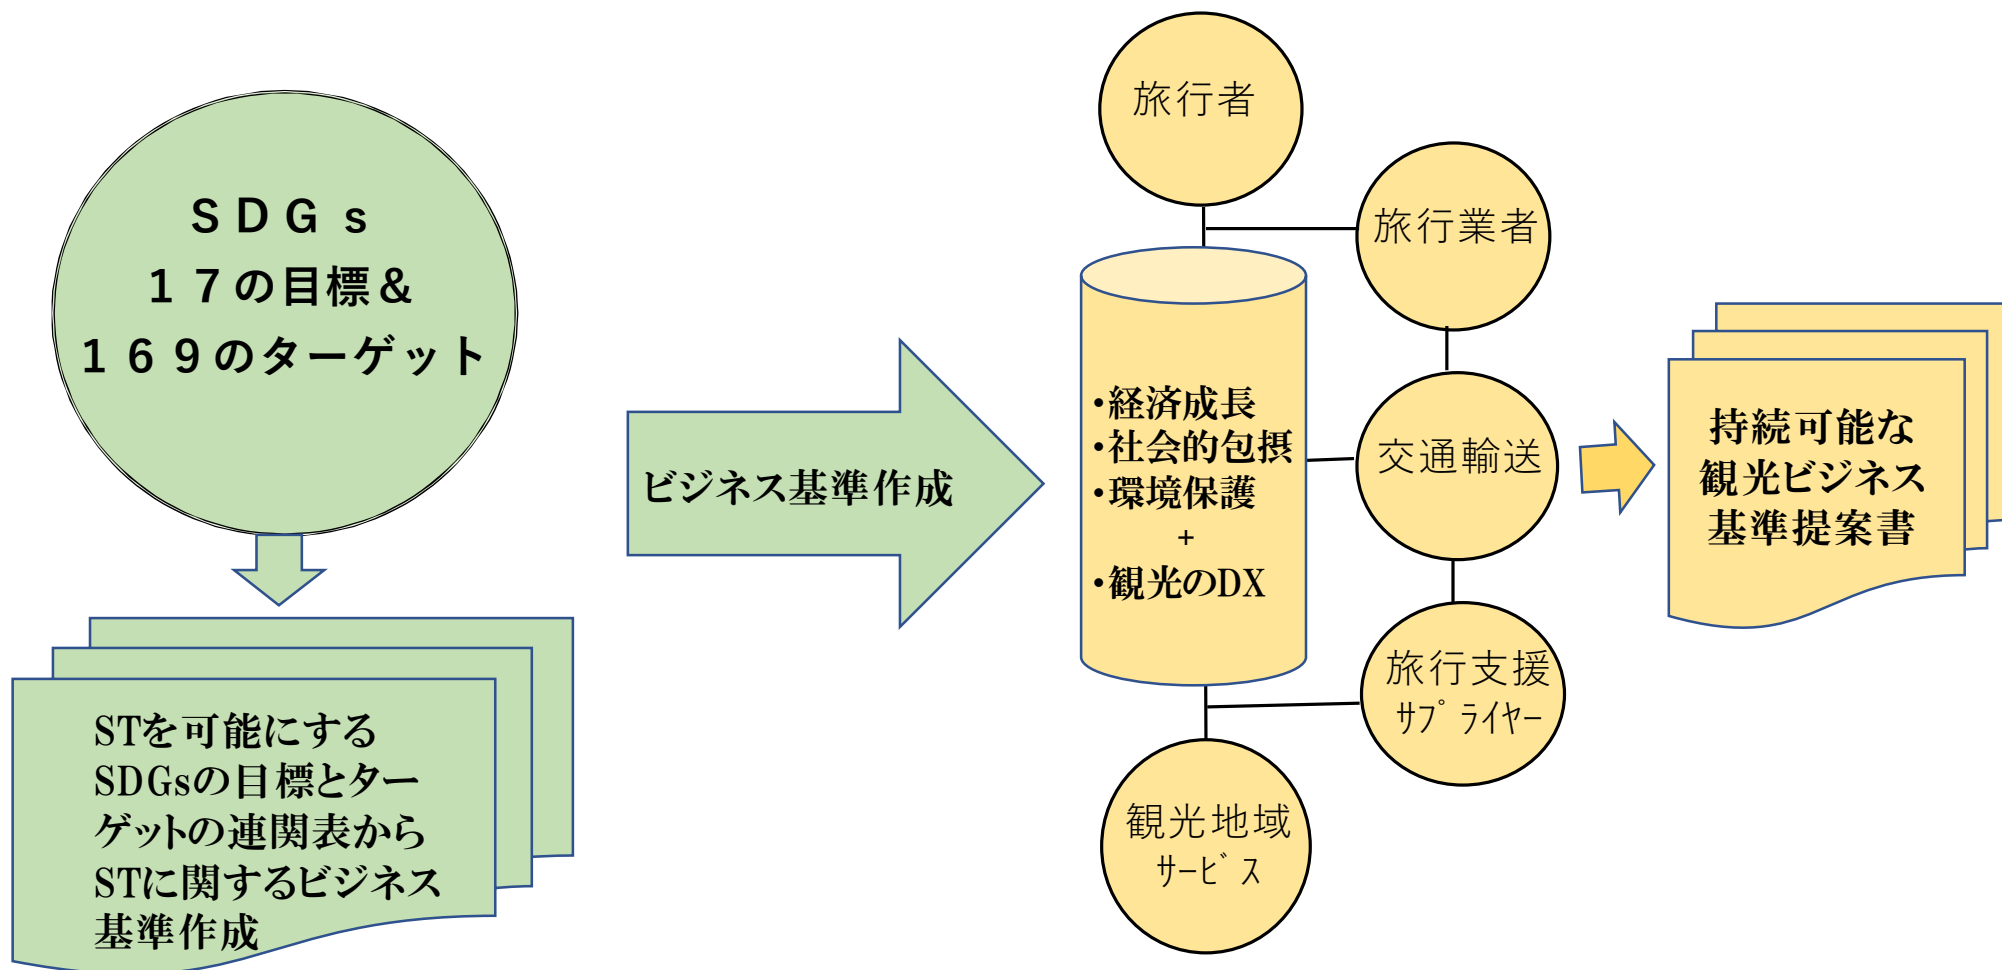 ＳＤＧｓ
１７の目標＆
１６９のターゲット
STを可能にする
SDGsの目標とター
ゲットの連関表から
STに関するビジネス
基準作成
ビジネス基準作成
旅行者
旅行業者
・経済成長
・社会的包摂
・環境保護
+
・観光のDX
交通輸送
旅行支援
ｻﾌﾟﾗｲﾔｰ
観光地域
ｻｰﾋﾞｽ
持続可能な
観光ビジネス
基準提案書